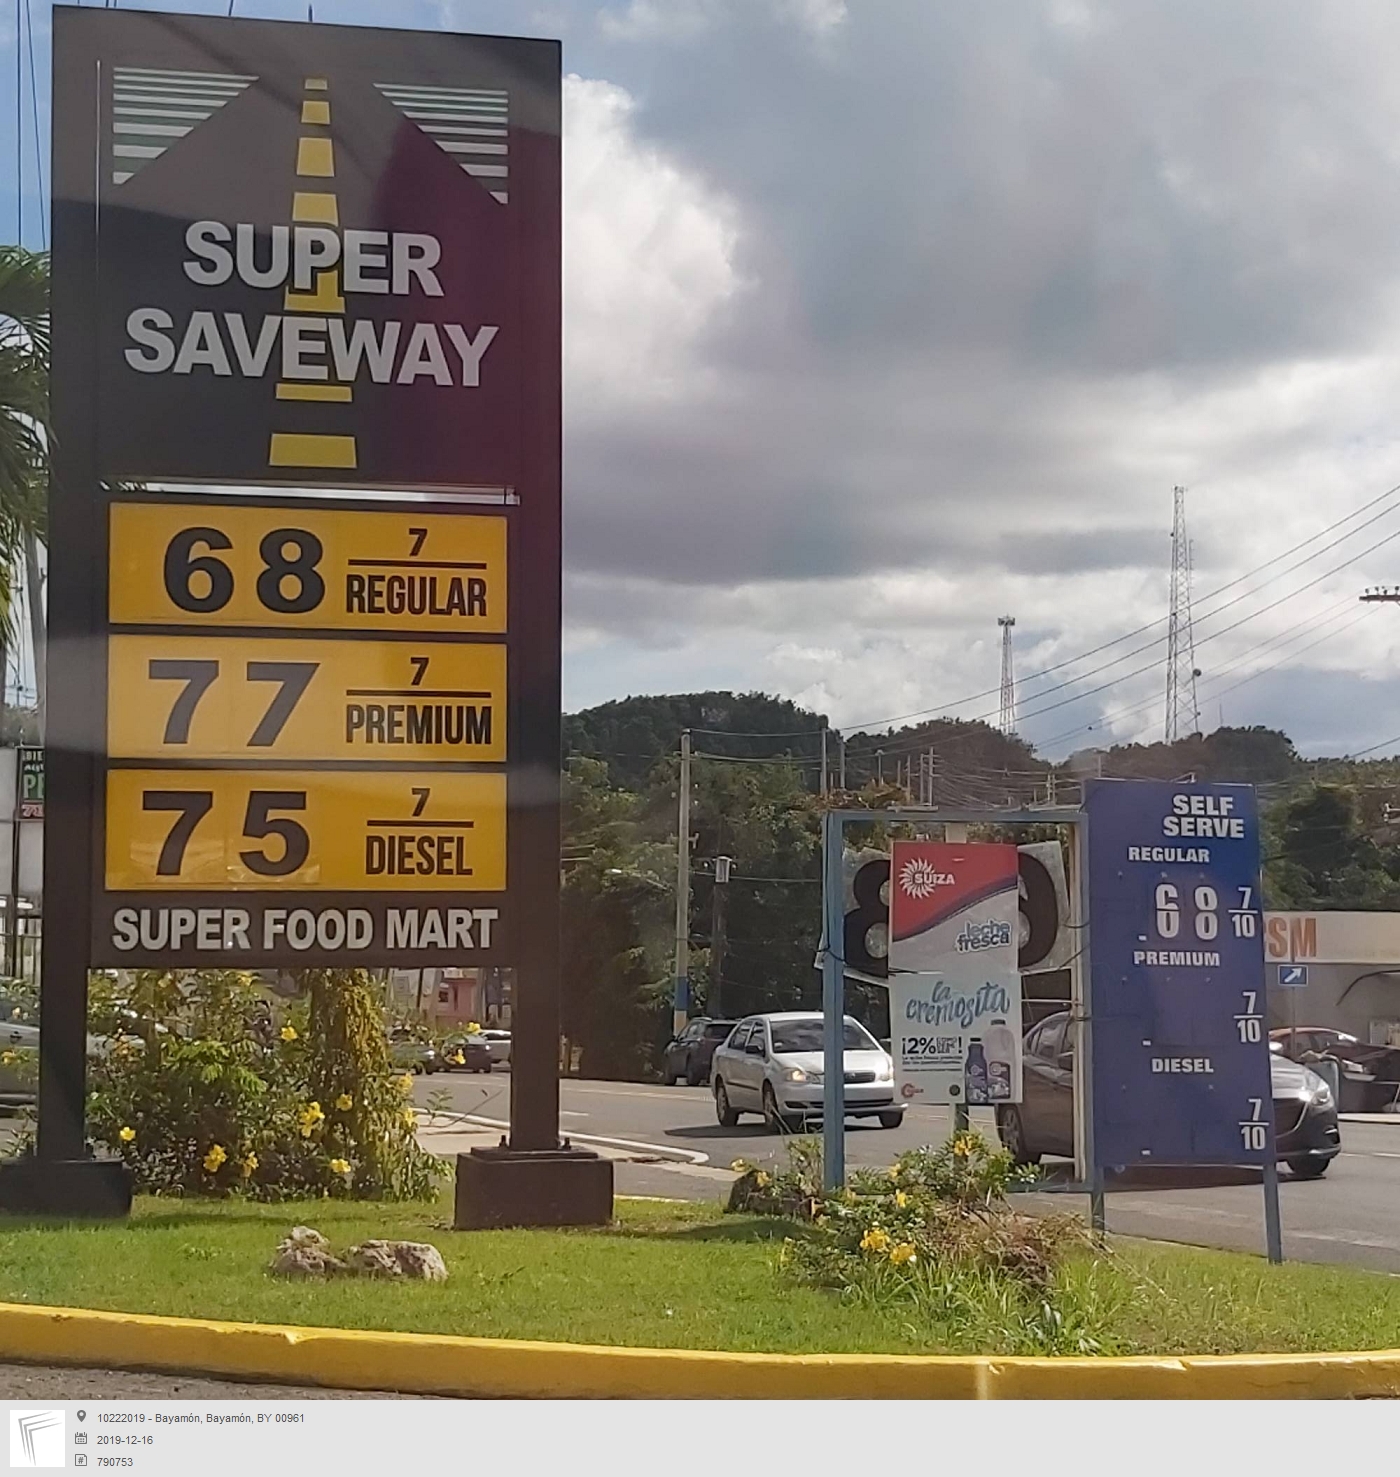 SUPER
SAVEWAY
68 7
REGULAR
77 7
PREMIUM
75 7
DIESEL
SUPER FOOD MART
SELF
SERVE
REGULAR
68 7/10
PREMIUM
7/10
DIESEL
7/10
SUIZA
leche
fresca
la
cremosita
¡2%
SM
10222019 - Bayamón, Bayamón, BY 00961
2019-12-16
790753